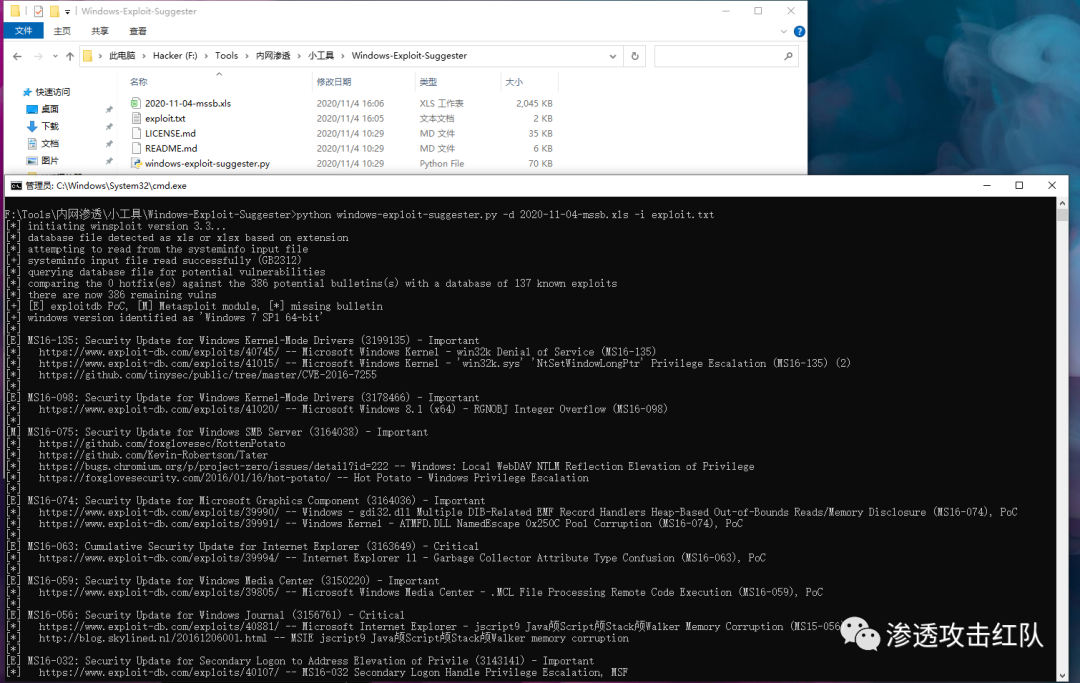 Windows-Exploit-Suggester
文件 主页 共享 查看
此电脑 > Hacker (F:) > Tools > 内网渗透 > 小工具 > Windows-Exploit-Suggester
名称 修改日期 类型 大小
快速访问
桌面
下载
文档
图片
2020-11-04-mssb.xls 2020/11/4 16:06 XLS 工作表 2,045 KB
exploit.txt 2020/11/4 16:05 文本文档 2 KB
LICENSE.md 2020/11/4 10:29 MD 文件 35 KB
README.md 2020/11/4 10:29 MD 文件 6 KB
windows-exploit-suggester.py 2020/11/4 10:29 Python File 70 KB
管理员: C:\Windows\System32\cmd.exe
F:\Tools\内网渗透\小工具\Windows-Exploit-Suggester>python windows-exploit-suggester.py -d 2020-11-04-mssb.xls -i exploit.txt
[*] initiating winsploit version 3.3...
[*] database file detected as xls or xlsx based on extension
[*] attempting to read from the systeminfo input file
[+] systeminfo input file read successfully (GB2312)
[*] querying database file for potential vulnerabilities
[*] comparing the 0 hotfix(es) against the 386 potential bulletins(s) with a database of 137 known exploits
[*] there are now 386 remaining vulns
[+] [E] exploitdb PoC, [M] Metasploit module, [*] missing bulletin
[+] windows version identified as 'Windows 7 SP1 64-bit'
[*]
[E] MS16-135: Security Update for Windows Kernel-Mode Drivers (3199135) - Important
[*] https://www.exploit-db.com/exploits/40745/ -- Microsoft Windows Kernel - win32k Denial of Service (MS16-135)
[*] https://www.exploit-db.com/exploits/41015/ -- Microsoft Windows Kernel - 'win32k.sys' 'NtSetWindowLongPtr' Privilege Escalation (MS16-135) (2)
[*] https://github.com/tinysec/public/tree/master/CVE-2016-7255
[*]
[E] MS16-098: Security Update for Windows Kernel-Mode Drivers (3178466) - Important
[*] https://www.exploit-db.com/exploits/41020/ -- Microsoft Windows 8.1 (x64) - RGNOBJ Integer Overflow (MS16-098)
[*]
[M] MS16-075: Security Update for Windows SMB Server (3164038) - Important
[*] https://github.com/foxglovesec/RottenPotato
[*] https://github.com/Kevin-Robertson/Tater
[*] https://bugs.chromium.org/p/project-zero/issues/detail?id=222 -- Windows: Local WebDAV NTLM Reflection Elevation of Privilege
[*] https://foxglovesecurity.com/2016/01/16/hot-potato/ -- Hot Potato - Windows Privilege Escalation
[*]
[E] MS16-074: Security Update for Microsoft Graphics Component (3164036) - Important
[*] https://www.exploit-db.com/exploits/39990/ -- Windows - gdi32.dll Multiple DIB-Related EMF Record Handlers Heap-Based Out-of-Bounds Reads/Memory Disclosure (MS16-074), PoC
[*] https://www.exploit-db.com/exploits/39991/ -- Windows Kernel - ATMFD.DLL NamedEscape 0x250C Pool Corruption (MS16-074), PoC
[*]
[E] MS16-063: Cumulative Security Update for Internet Explorer (3163649) - Critical
[*] https://www.exploit-db.com/exploits/39994/ -- Internet Explorer 11 - Garbage Collector Attribute Type Confusion (MS16-063), PoC
[*]
[E] MS16-059: Security Update for Windows Media Center (3150220) - Important
[*] https://www.exploit-db.com/exploits/39805/ -- Microsoft Windows Media Center - .MCL File Processing Remote Code Execution (MS16-059), PoC
[*]
[E] MS16-056: Security Update for Windows Journal (3156761) - Critical
[*] https://www.exploit-db.com/exploits/40881/ -- Microsoft Internet Explorer - jscript9 Java颅Script颅Stack颅Walker Memory Corruption (MS15-056
[*] http://blog.skylined.nl/20161206001.html -- MSIE jscript9 Java颅Script颅Stack颅Walker memory corruption
[*]
[E] MS16-032: Security Update for Secondary Logon to Address Elevation of Privile (3143141) - Important
[*] https://www.exploit-db.com/exploits/40107/ -- MS16-032 Secondary Logon Handle Privilege Escalation, MSF
渗透攻击红队